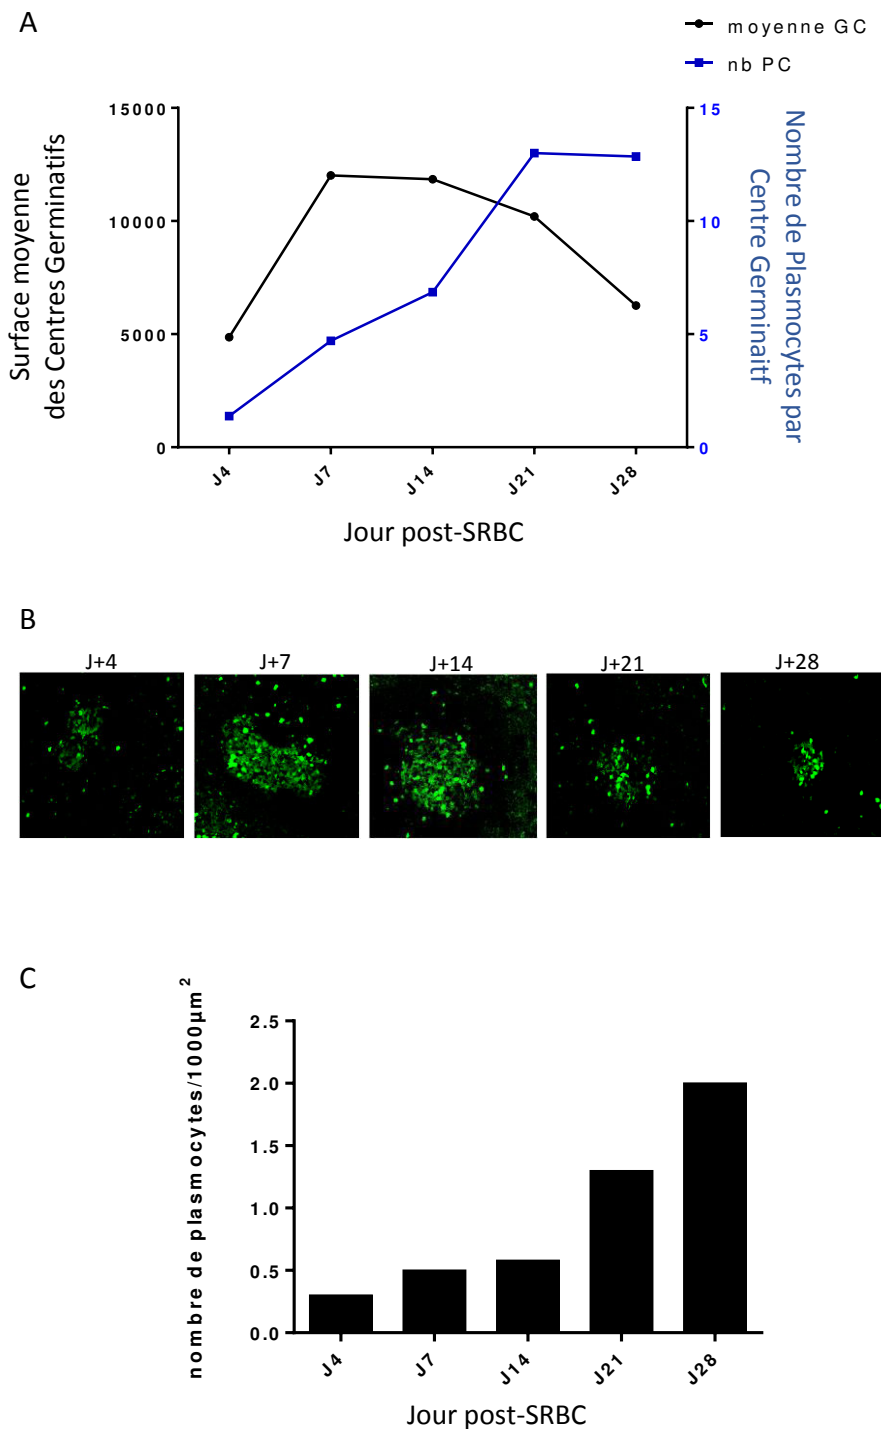 A
moyenne GC
nb PC
15000
10000
5000
0
15
10
5
0
Surface moyenne
des Centres Germinatifs
Nombre de Plasmocytes par
Centre Germinaitf
J4
J7
J14
J21
J28
Jour post-SRBC
B
J+4
J+7
J+14
J+21
J+28
C
nombre de plasmocytes/1000µm²
2.5
2.0
1.5
1.0
0.5
0.0
J4
J7
J14
J21
J28
Jour post-SRBC